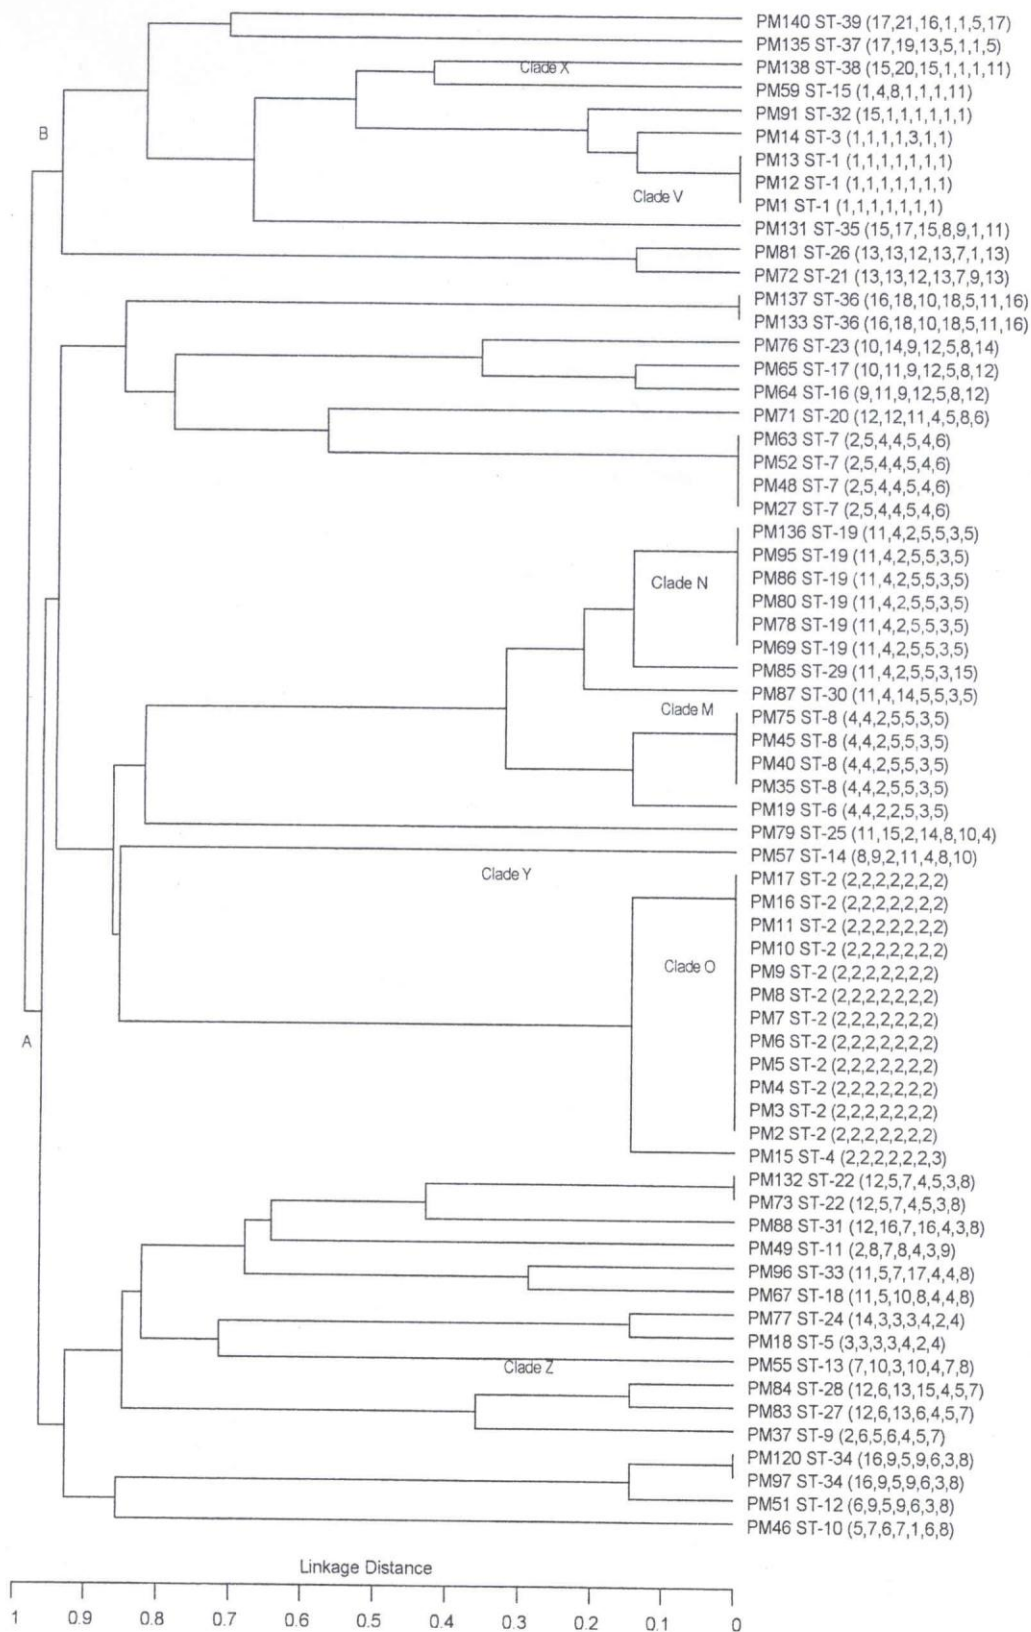 PM140 ST-39 (17,21,16,1,1,5,17)
PM135 ST-37 (17,19,13,5,1,1,5)
Clade X
PM138 ST-38 (15,20,15,1,1,1,11)
PM59 ST-15 (1,4,8,1,1,1,11)
PM91 ST-32 (15,1,1,1,1,1,1)
B
PM14 ST-3 (1,1,1,1,3,1,1)
PM13 ST-1 (1,1,1,1,1,1,1)
PM12 ST-1 (1,1,1,1,1,1,1)
Clade V
PM1 ST-1 (1,1,1,1,1,1,1)
PM131 ST-35 (15,17,15,8,9,1,11)
PM81 ST-26 (13,13,12,13,7,1,13)
PM72 ST-21 (13,13,12,13,7,9,13)
PM137 ST-36 (16,18,10,18,5,11,16)
PM133 ST-36 (16,18,10,18,5,11,16)
PM76 ST-23 (10,14,9,12,5,8,14)
PM65 ST-17 (10,11,9,12,5,8,12)
PM64 ST-16 (9,11,9,12,5,8,12)
PM71 ST-20 (12,12,11,4,5,8,6)
PM63 ST-7 (2,5,4,4,5,4,6)
PM52 ST-7 (2,5,4,4,5,4,6)
PM48 ST-7 (2,5,4,4,5,4,6)
PM27 ST-7 (2,5,4,4,5,4,6)
PM136 ST-19 (11,4,2,5,5,3,5)
PM95 ST-19 (11,4,2,5,5,3,5)
Clade N
PM86 ST-19 (11,4,2,5,5,3,5)
PM80 ST-19 (11,4,2,5,5,3,5)
PM78 ST-19 (11,4,2,5,5,3,5)
PM69 ST-19 (11,4,2,5,5,3,5)
PM85 ST-29 (11,4,2,5,5,3,15)
PM87 ST-30 (11,4,14,5,5,3,5)
Clade M
PM75 ST-8 (4,4,2,5,5,3,5)
PM45 ST-8 (4,4,2,5,5,3,5)
PM40 ST-8 (4,4,2,5,5,3,5)
PM35 ST-8 (4,4,2,5,5,3,5)
PM19 ST-6 (4,4,2,2,5,3,5)
PM79 ST-25 (11,15,2,14,8,10,4)
PM57 ST-14 (8,9,2,11,4,8,10)
Clade Y
PM17 ST-2 (2,2,2,2,2,2,2)
PM16 ST-2 (2,2,2,2,2,2,2)
PM11 ST-2 (2,2,2,2,2,2,2)
PM10 ST-2 (2,2,2,2,2,2,2)
Clade O
PM9 ST-2 (2,2,2,2,2,2,2)
PM8 ST-2 (2,2,2,2,2,2,2)
PM7 ST-2 (2,2,2,2,2,2,2)
A
PM6 ST-2 (2,2,2,2,2,2,2)
PM5 ST-2 (2,2,2,2,2,2,2)
PM4 ST-2 (2,2,2,2,2,2,2)
PM3 ST-2 (2,2,2,2,2,2,2)
PM2 ST-2 (2,2,2,2,2,2,2)
PM15 ST-4 (2,2,2,2,2,2,3)
PM132 ST-22 (12,5,7,4,5,3,8)
PM73 ST-22 (12,5,7,4,5,3,8)
PM88 ST-31 (12,16,7,16,4,3,8)
PM49 ST-11 (2,8,7,8,4,3,9)
PM96 ST-33 (11,5,7,17,4,4,8)
PM67 ST-18 (11,5,10,8,4,4,8)
PM77 ST-24 (14,3,3,3,4,2,4)
PM18 ST-5 (3,3,3,3,4,2,4)
Clade Z
PM55 ST-13 (7,10,3,10,4,7,8)
PM84 ST-28 (12,6,13,15,4,5,7)
PM83 ST-27 (12,6,13,6,4,5,7)
PM37 ST-9 (2,6,5,6,4,5,7)
PM120 ST-34 (16,9,5,9,6,3,8)
PM97 ST-34 (16,9,5,9,6,3,8)
PM51 ST-12 (6,9,5,9,6,3,8)
PM46 ST-10 (5,7,6,7,1,6,8)
Linkage Distance
1 0.9 0.8 0.7 0.6 0.5 0.4 0.3 0.2 0.1 0